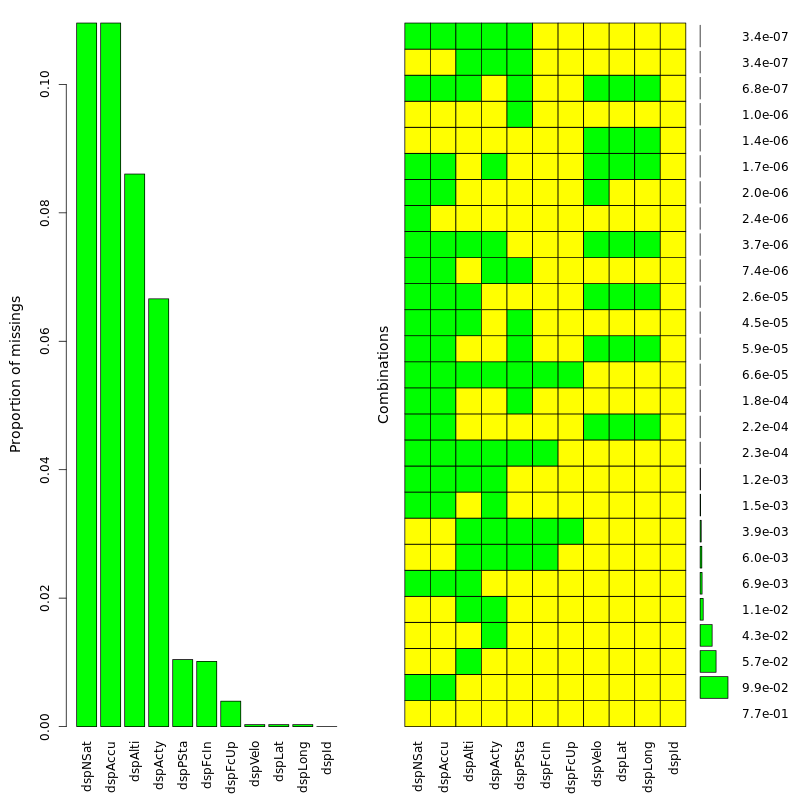 Proportion of missings
0.10
0.08
0.06
0.04
0.02
0.00
dspNSat
dspAccu
dspAlti
dspActy
dspPSta
dspFcIn
dspFcUp
dspVelo
dspLat
dspLong
dspId
Combinations
3.4e-07
3.4e-07
6.8e-07
1.0e-06
1.4e-06
1.7e-06
2.0e-06
2.4e-06
3.7e-06
7.4e-06
2.6e-05
4.5e-05
5.9e-05
6.6e-05
1.8e-04
2.2e-04
2.3e-04
1.2e-03
1.5e-03
3.9e-03
6.0e-03
6.9e-03
1.1e-02
4.3e-02
5.7e-02
9.9e-02
7.7e-01
dspNSat
dspAccu
dspAlti
dspActy
dspPSta
dspFcIn
dspFcUp
dspVelo
dspLat
dspLong
dspId